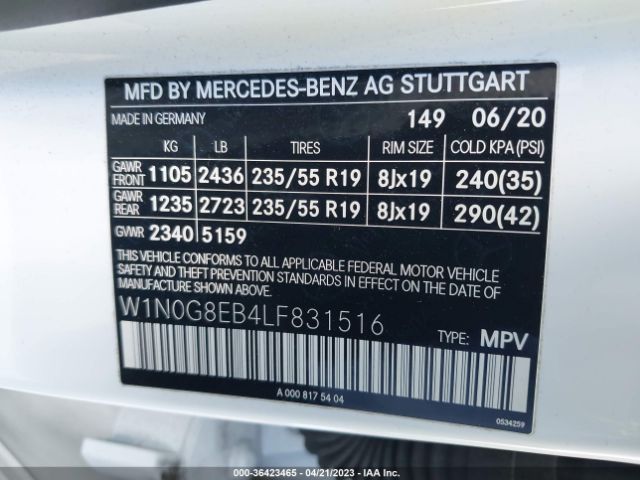 MFD BY MERCEDES-BENZ AG STUTTGART
MADE IN GERMANY 149 06/20
KG LB TIRES RIM SIZE COLD KPA (PSI)
GAWR FRONT 1105 2436 235/55 R19 8Jx19 240(35)
GAWR REAR 1235 2723 235/55 R19 8Jx19 290(42)
GVWR 2340 5159
THIS VEHICLE CONFORMS TO ALL APPLICABLE FEDERAL MOTOR VEHICLE
SAFETY AND THEFT PREVENTION STANDARDS IN EFFECT ON THE DATE OF
MANUFACTURE SHOWN ABOVE.
W1N0G8EB4LF831516
TYPE: MPV
A 000 817 54 04
0534259
000-36423465 - 04/21/2023 - IAA Inc.